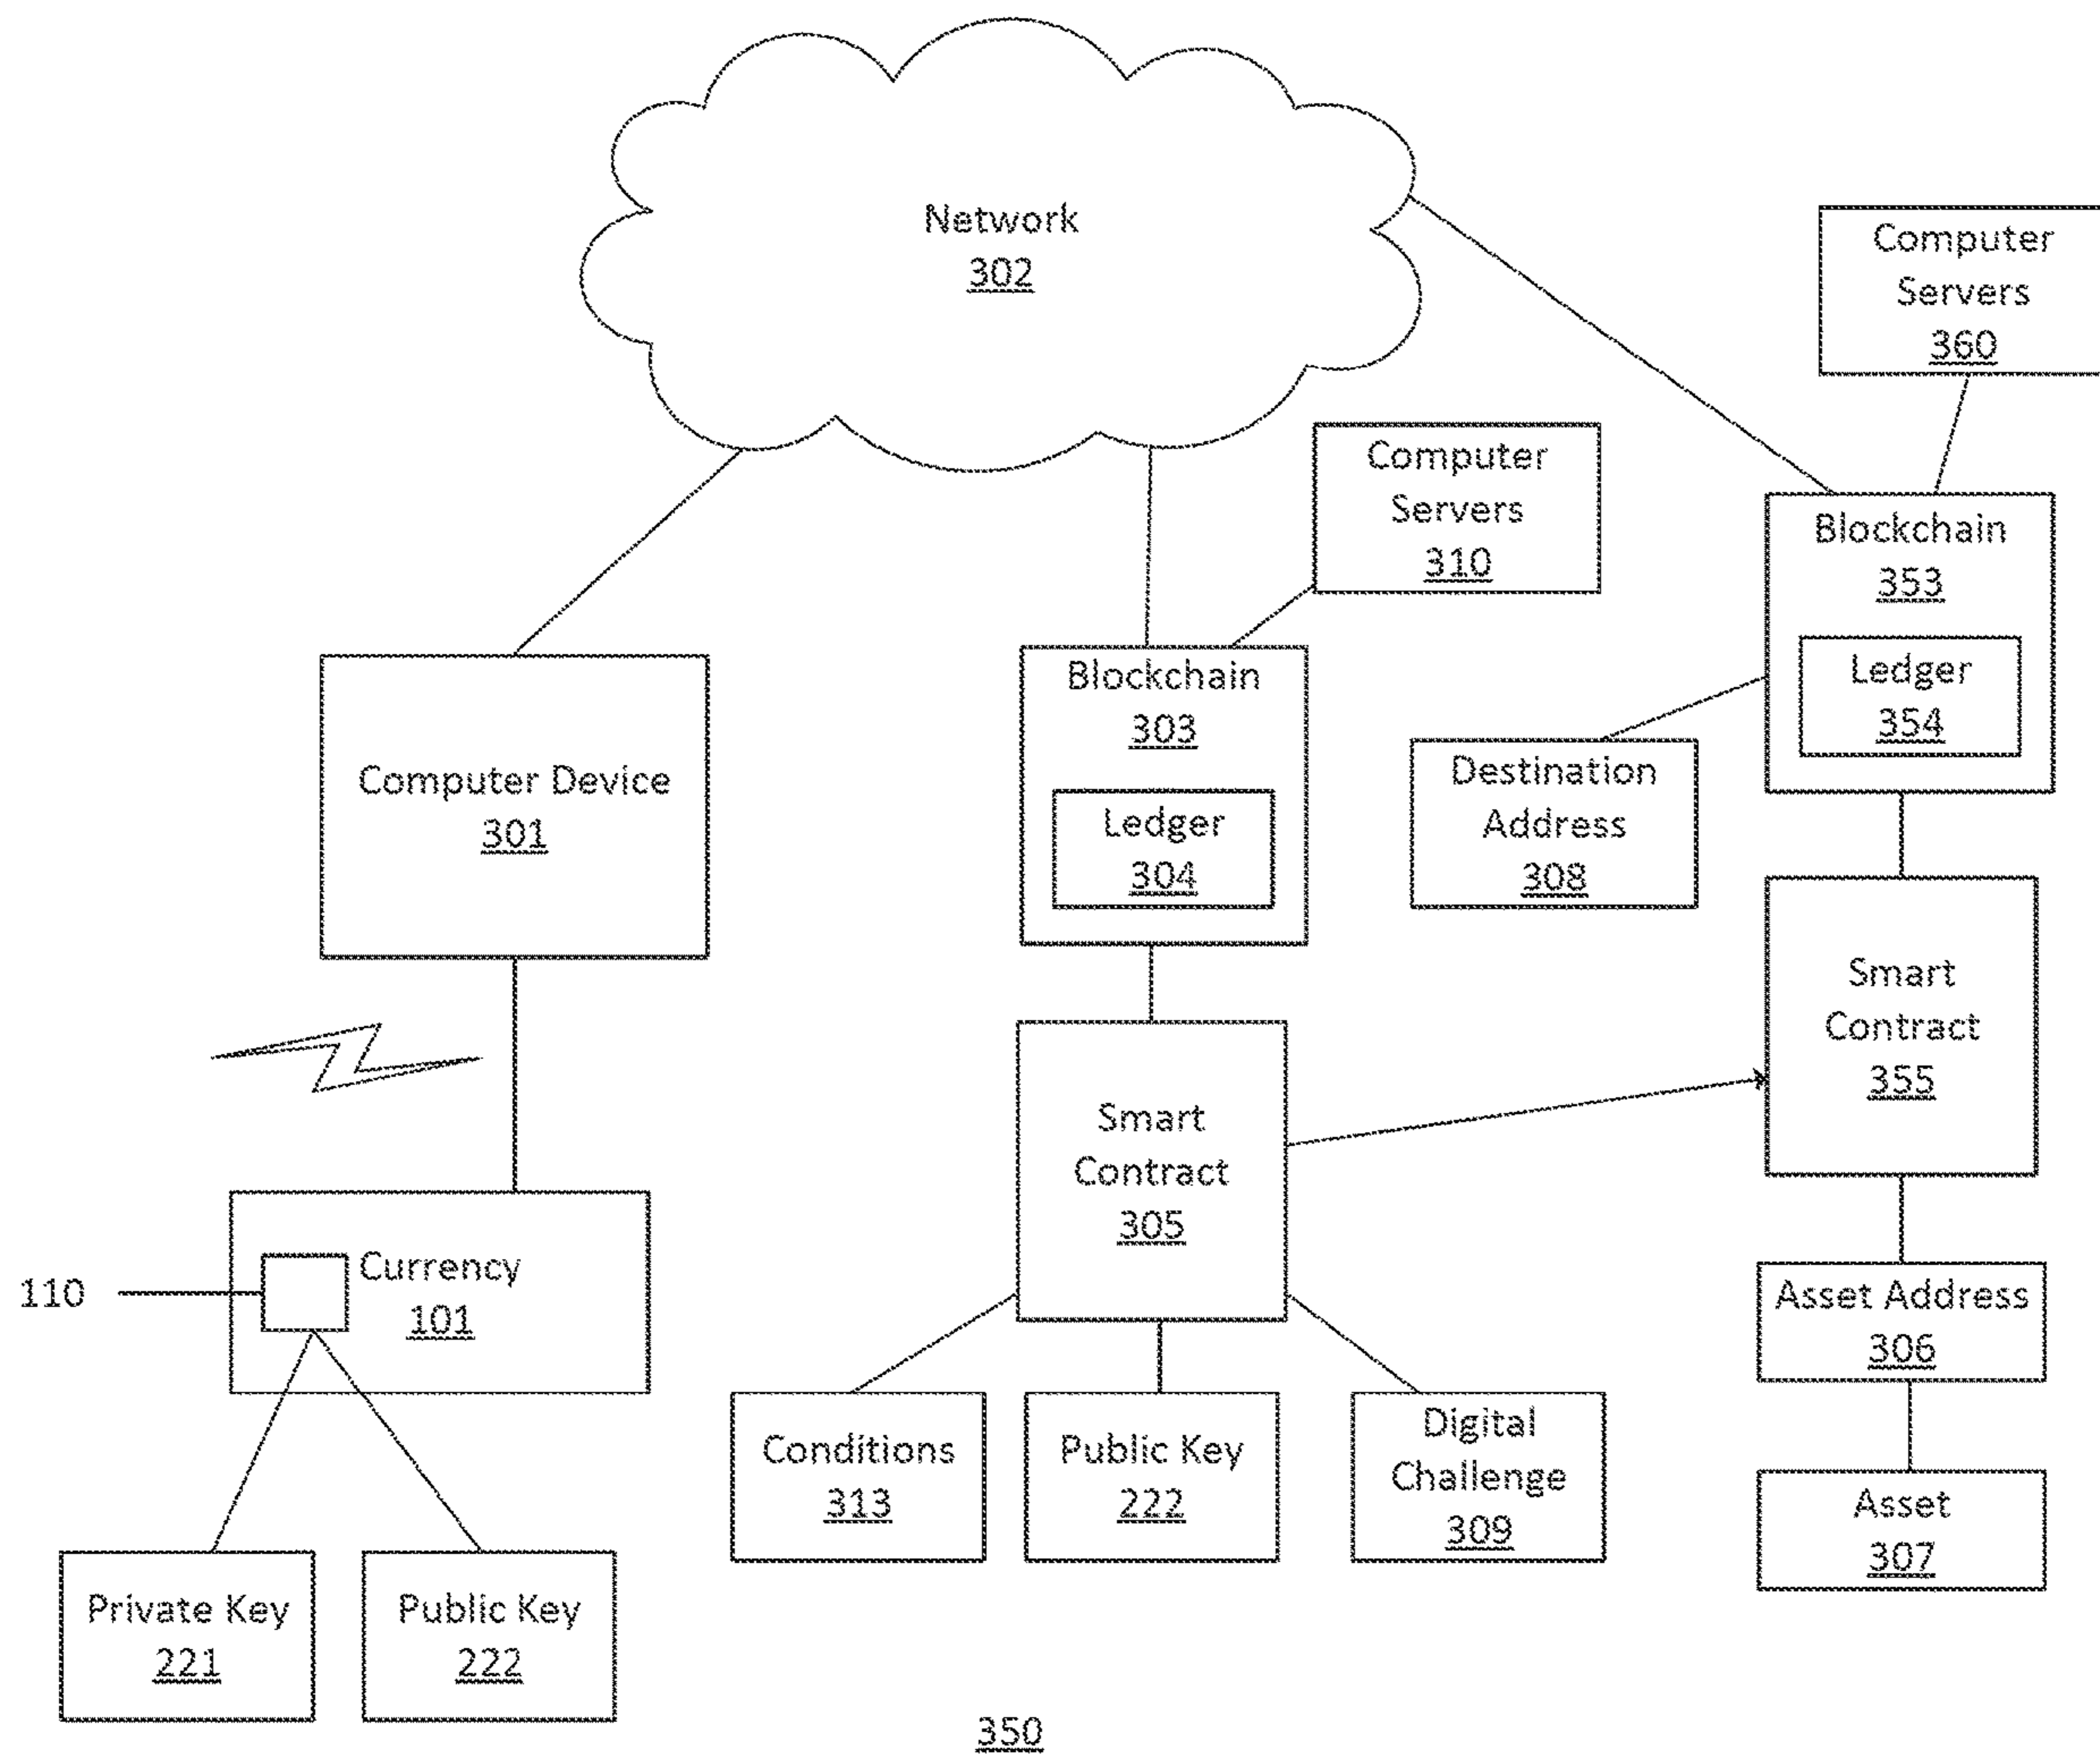 Network
302
Computer
Servers
360
Computer
Servers
310
Blockchain
353
Ledger
354
Blockchain
303
Ledger
304
Computer Device
301
Destination
Address
308
Smart
Contract
355
Smart
Contract
305
110
Currency
101
Asset Address
306
Conditions
313
Public Key
222
Digital
Challenge
309
Asset
307
Private Key
221
Public Key
222
350